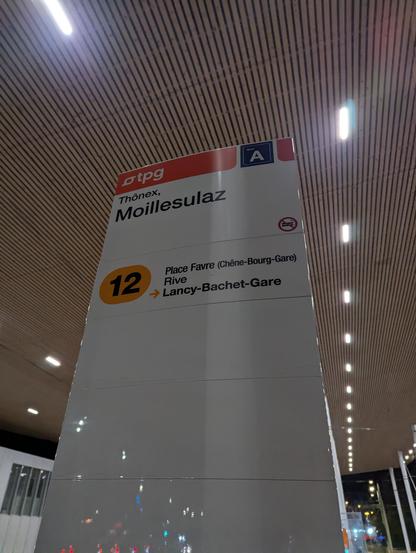 tpg
A
Thônex,
Moillesulaz
12
Place Favre (Chêne-Bourg-Gare)
Rive
→ Lancy-Bachet-Gare